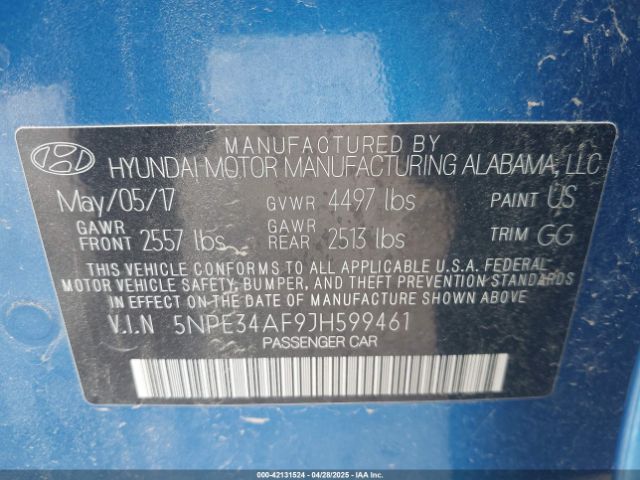 MANUFACTURED BY
HYUNDAI MOTOR MANUFACTURING ALABAMA, LLC
May/05/17 GVWR 4497 lbs PAINT US
GAWR FRONT 2557 lbs GAWR REAR 2513 lbs TRIM GG
THIS VEHICLE CONFORMS TO ALL APPLICABLE U.S.A. FEDERAL
MOTOR VEHICLE SAFETY, BUMPER, AND THEFT PREVENTION STANDARDS
IN EFFECT ON THE DATE OF MANUFACTURE SHOWN ABOVE.
V.I.N 5NPE34AF9JH599461
PASSENGER CAR
000-42131524 | 04/28/2025 | COPART